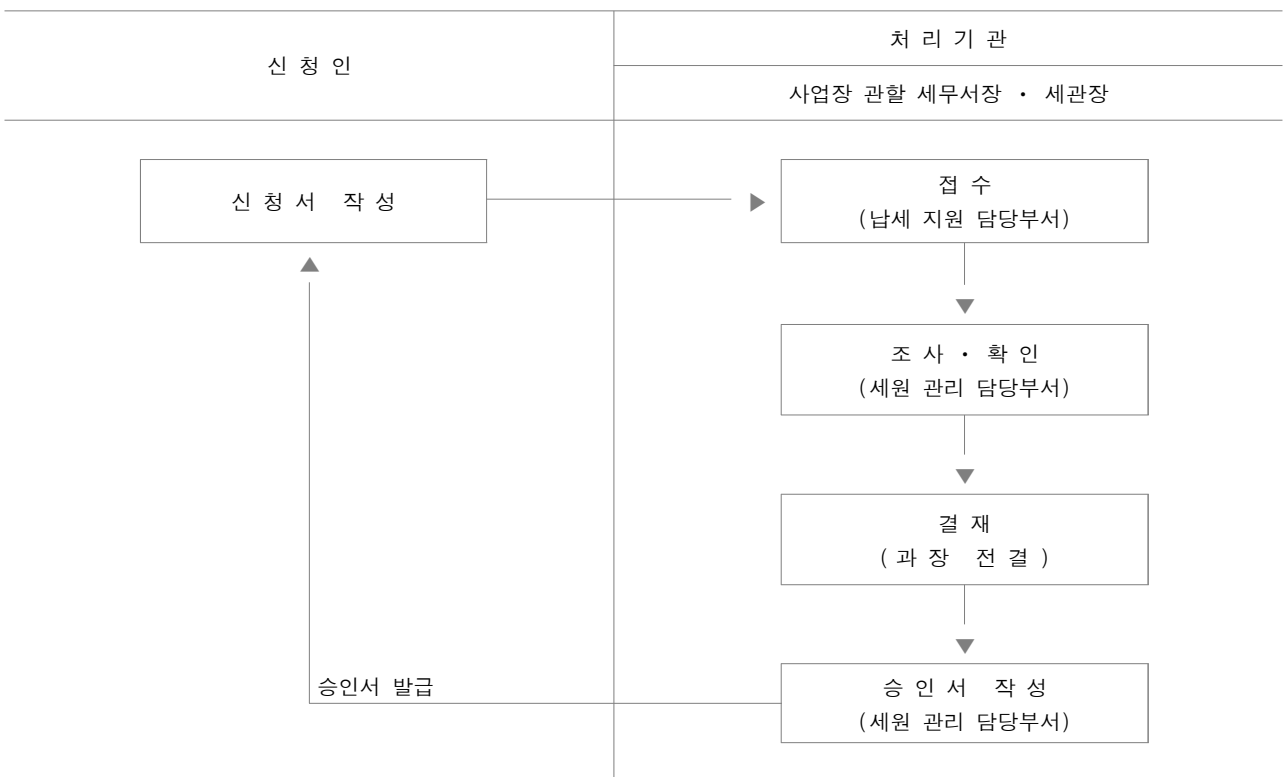 신 청 인
처 리 기 관
사업장 관할 세무서장 · 세관장
신 청 서 작 성
접 수
(납세 지원 담당부서)
조 사 · 확 인
(세원 관리 담당부서)
결 재
( 과 장 전 결 )
승인서 발급
승 인 서 작 성
(세원 관리 담당부서)